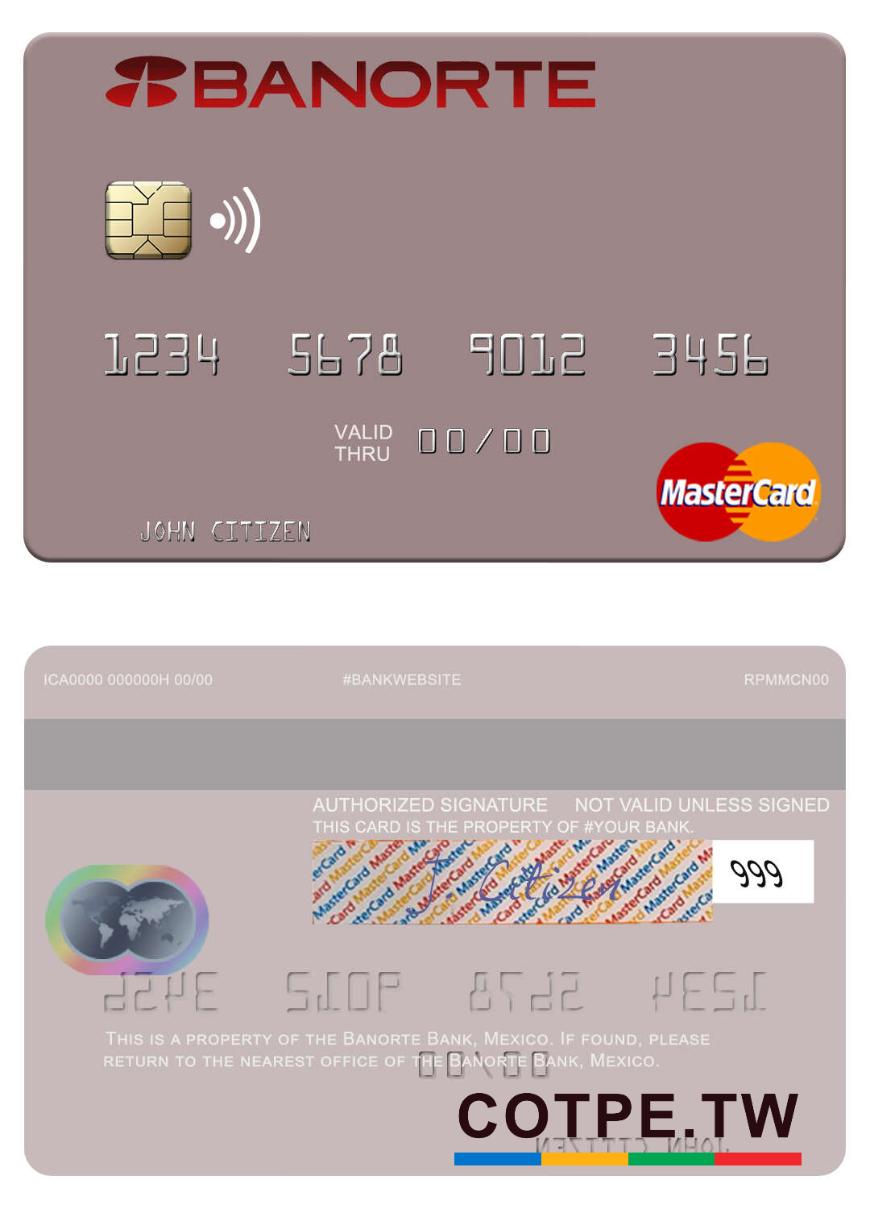 BANORTE
1234 5678 9012 3456
VALID THRU 00/00
MasterCard
JOHN CITIZEN
ICA0000 000000H 00/00 #BANKWEBSITE RPMMCN00
AUTHORIZED SIGNATURE NOT VALID UNLESS SIGNED
THIS CARD IS THE PROPERTY OF #YOUR BANK.
J. Citizen 999
THIS IS A PROPERTY OF THE BANORTE BANK, MEXICO. IF FOUND, PLEASE
RETURN TO THE NEAREST OFFICE OF THE BANORTE BANK, MEXICO.
COTPE.TW